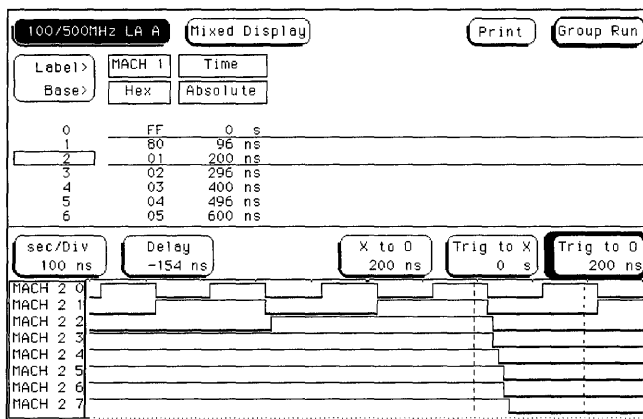 100/500MHz LA A Mixed Display Print Group Run
Label> MACH 1 Time
Base> Hex Absolute
0 FF 0 s
1 80 96 ns
2 01 200 ns
3 02 296 ns
4 03 400 ns
5 04 496 ns
6 05 600 ns
sec/Div Delay X to O Trig to X Trig to O
100 ns -154 ns 200 ns 0 s 200 ns
MACH 2 0
MACH 2 1
MACH 2 2
MACH 2 3
MACH 2 4
MACH 2 5
MACH 2 6
MACH 2 7